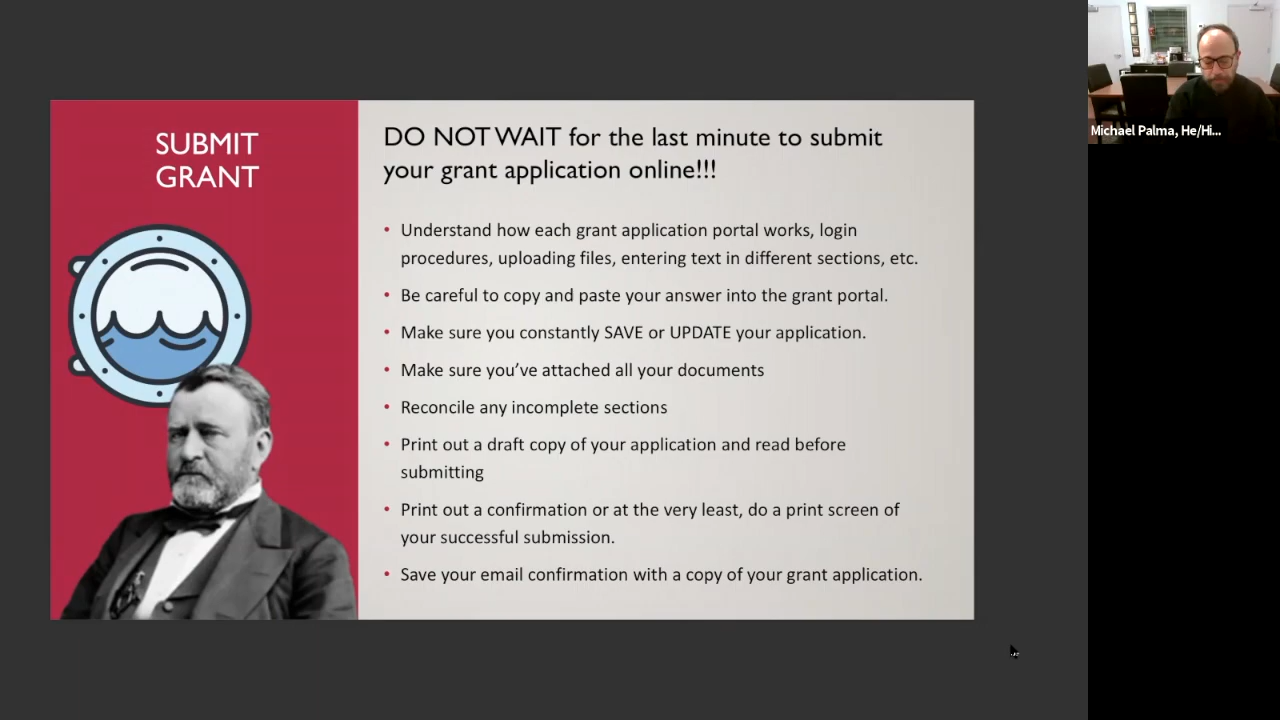 SUBMIT
GRANT
DO NOT WAIT for the last minute to submit
your grant application online!!!
• Understand how each grant application portal works, login
procedures, uploading files, entering text in different sections, etc.
• Be careful to copy and paste your answer into the grant portal.
• Make sure you constantly SAVE or UPDATE your application.
• Make sure you’ve attached all your documents
• Reconcile any incomplete sections
• Print out a draft copy of your application and read before
submitting
• Print out a confirmation or at the very least, do a print screen of
your successful submission.
• Save your email confirmation with a copy of your grant application.
Michael Palma, He/Hi...